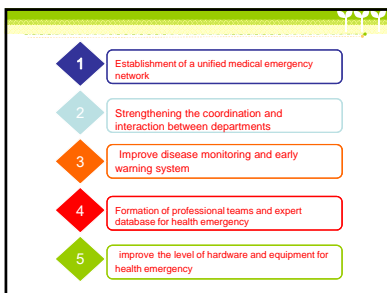 1
Establishment of a unified medical emergency
network
2
Strengthening the coordination and
interaction between departments
3
Improve disease monitoring and early
warning system
4
Formation of professional teams and expert
database for health emergency
5
improve the level of hardware and equipment for
health emergency